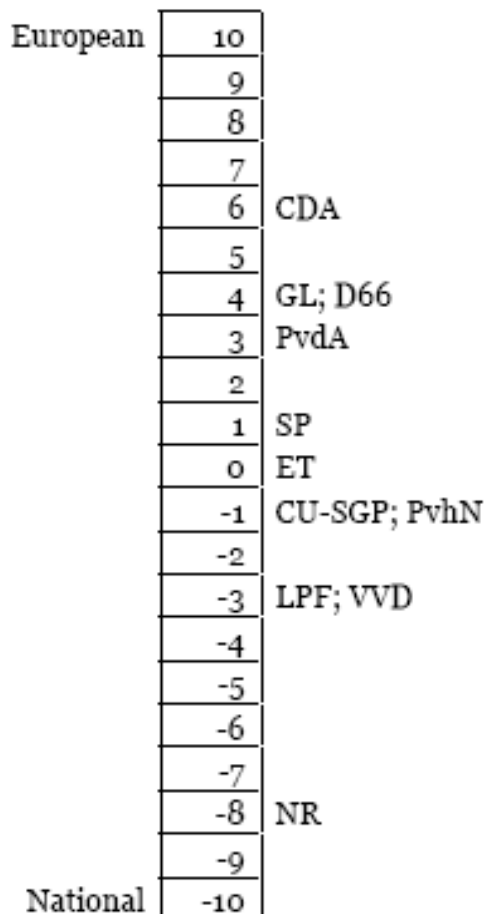 European 10
9
8
7
6 CDA
5
4 GL; D66
3 PvdA
2
1 SP
0 ET
-1 CU-SGP; PvhN
-2
-3 LPF; VVD
-4
-5
-6
-7
-8 NR
-9
National -10